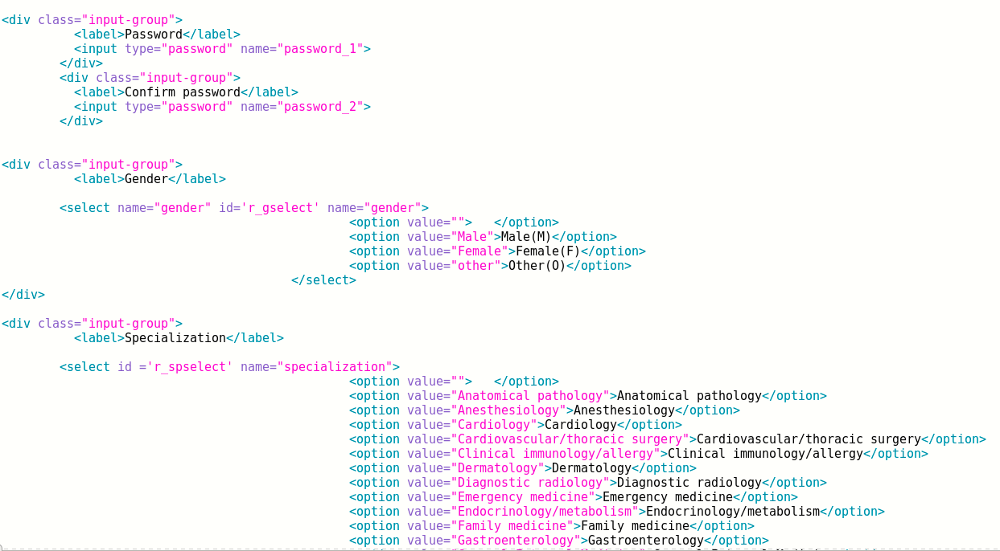 <div class="input-group">
<label>Password</label>
<input type="password" name="password_1">
</div>
<div class="input-group">
<label>Confirm password</label>
<input type="password" name="password_2">
</div>
<div class="input-group">
<label>Gender</label>
<select name="gender" id='r_gselect' name="gender">
<option value="">   </option>
<option value="Male">Male(M)</option>
<option value="Female">Female(F)</option>
<option value="other">Other(O)</option>
</select>
</div>
<div class="input-group">
<label>Specialization</label>
<select id ='r_spselect' name="specialization">
<option value="">   </option>
<option value="Anatomical pathology">Anatomical pathology</option>
<option value="Anesthesiology">Anesthesiology</option>
<option value="Cardiology">Cardiology</option>
<option value="Cardiovascular/thoracic surgery">Cardiovascular/thoracic surgery</option>
<option value="Clinical immunology/allergy">Clinical immunology/allergy</option>
<option value="Dermatology">Dermatology</option>
<option value="Diagnostic radiology">Diagnostic radiology</option>
<option value="Emergency medicine">Emergency medicine</option>
<option value="Endocrinology/metabolism">Endocrinology/metabolism</option>
<option value="Family medicine">Family medicine</option>
<option value="Gastroenterology">Gastroenterology</option>